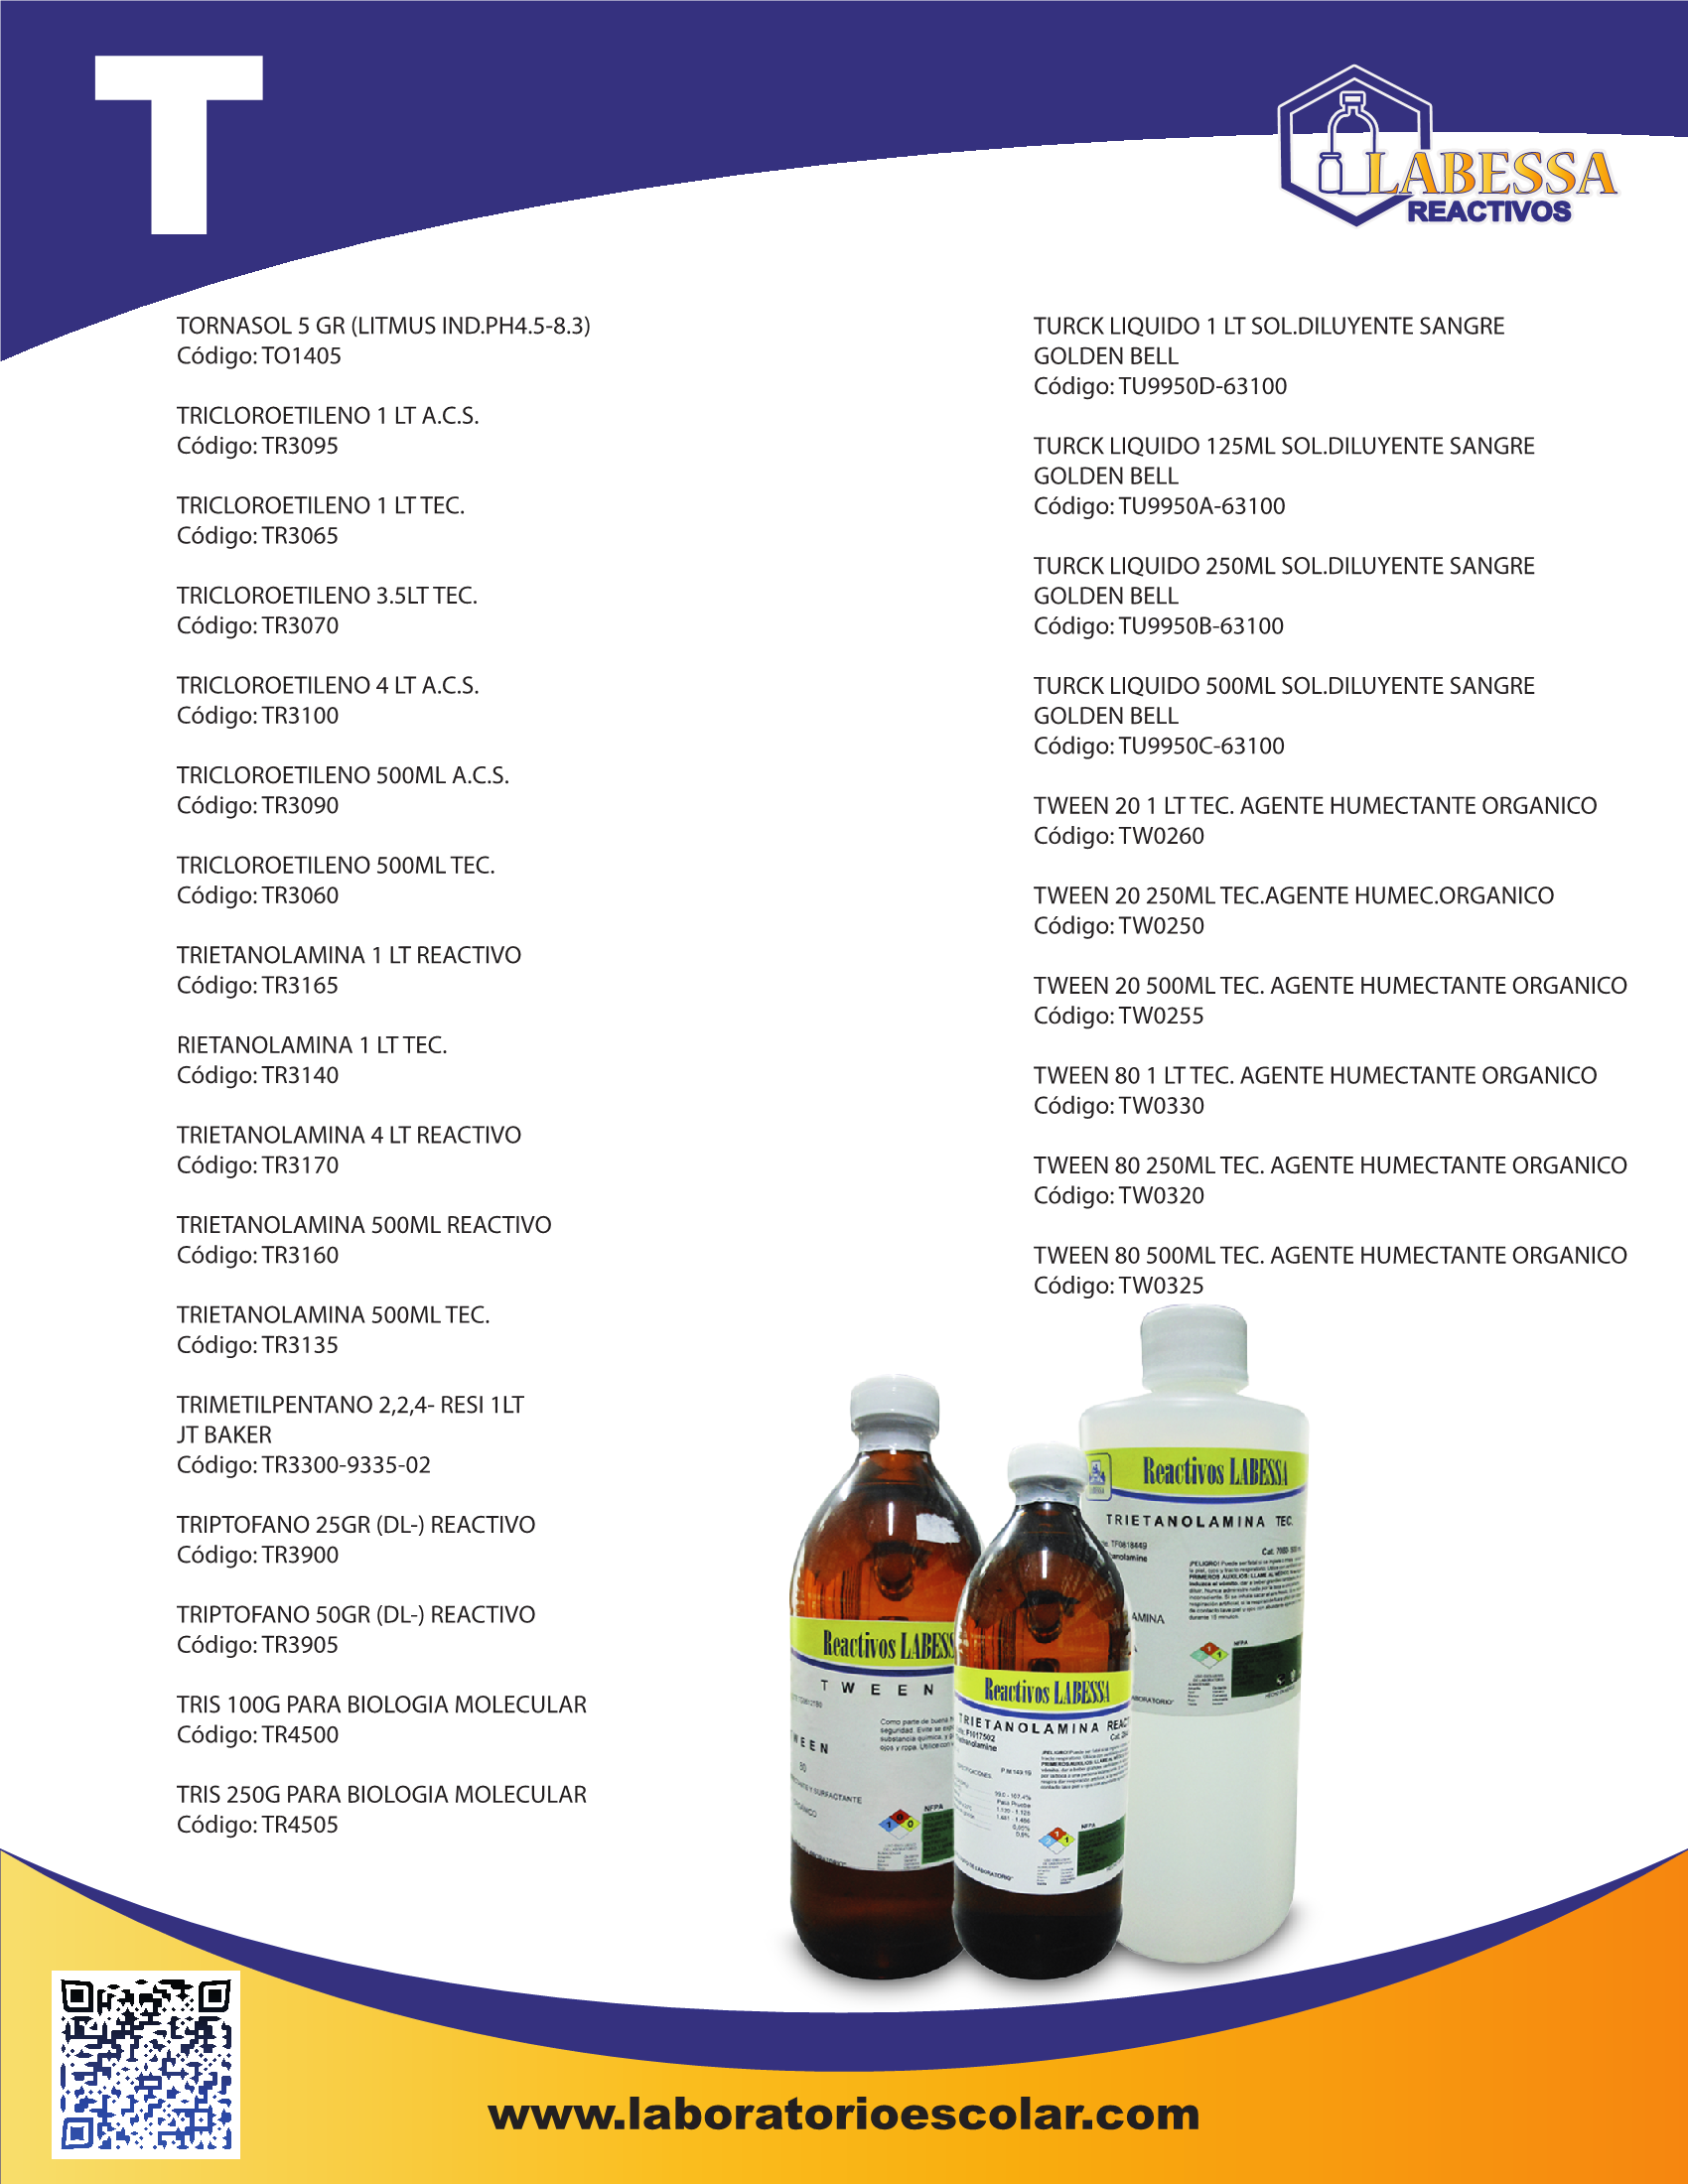 T
LABESSA
REACTIVOS
TORNASOL 5 GR (LITMUS IND.PH4.5-8.3)
Código: TO1405
TRICLOROETILENO 1 LT A.C.S.
Código: TR3095
TRICLOROETILENO 1 LT TEC.
Código: TR3065
TRICLOROETILENO 3.5LT TEC.
Código: TR3070
TRICLOROETILENO 4 LT A.C.S.
Código: TR3100
TRICLOROETILENO 500ML A.C.S.
Código: TR3090
TRICLOROETILENO 500ML TEC.
Código: TR3060
TRIETANOLAMINA 1 LT REACTIVO
Código: TR3165
RIETANOLAMINA 1 LT TEC.
Código: TR3140
TRIETANOLAMINA 4 LT REACTIVO
Código: TR3170
TRIETANOLAMINA 500ML REACTIVO
Código: TR3160
TRIETANOLAMINA 500ML TEC.
Código: TR3135
TRIMETILPENTANO 2,2,4- RESI 1LT
JT BAKER
Código: TR3300-9335-02
TRIPTOFANO 25GR (DL-) REACTIVO
Código: TR3900
TRIPTOFANO 50GR (DL-) REACTIVO
Código: TR3905
TRIS 100G PARA BIOLOGIA MOLECULAR
Código: TR4500
TRIS 250G PARA BIOLOGIA MOLECULAR
Código: TR4505
TURCK LIQUIDO 1 LT SOL.DILUYENTE SANGRE
GOLDEN BELL
Código: TU9950D-63100
TURCK LIQUIDO 125ML SOL.DILUYENTE SANGRE
GOLDEN BELL
Código: TU9950A-63100
TURCK LIQUIDO 250ML SOL.DILUYENTE SANGRE
GOLDEN BELL
Código: TU9950B-63100
TURCK LIQUIDO 500ML SOL.DILUYENTE SANGRE
GOLDEN BELL
Código: TU9950C-63100
TWEEN 20 1 LT TEC. AGENTE HUMECTANTE ORGANICO
Código: TW0260
TWEEN 20 250ML TEC.AGENTE HUMEC.ORGANICO
Código: TW0250
TWEEN 20 500ML TEC. AGENTE HUMECTANTE ORGANICO
Código: TW0255
TWEEN 80 1 LT TEC. AGENTE HUMECTANTE ORGANICO
Código: TW0330
TWEEN 80 250ML TEC. AGENTE HUMECTANTE ORGANICO
Código: TW0320
TWEEN 80 500ML TEC. AGENTE HUMECTANTE ORGANICO
Código: TW0325
Reactivos LABESS
TWEEN
80
NFPA
Reactivos LABESSA
TRIETANOLAMINA REAC
NFPA
Reactivos LABESSA
TRIETANOLAMINA TEC.
NFPA
www.laboratorioescolar.com